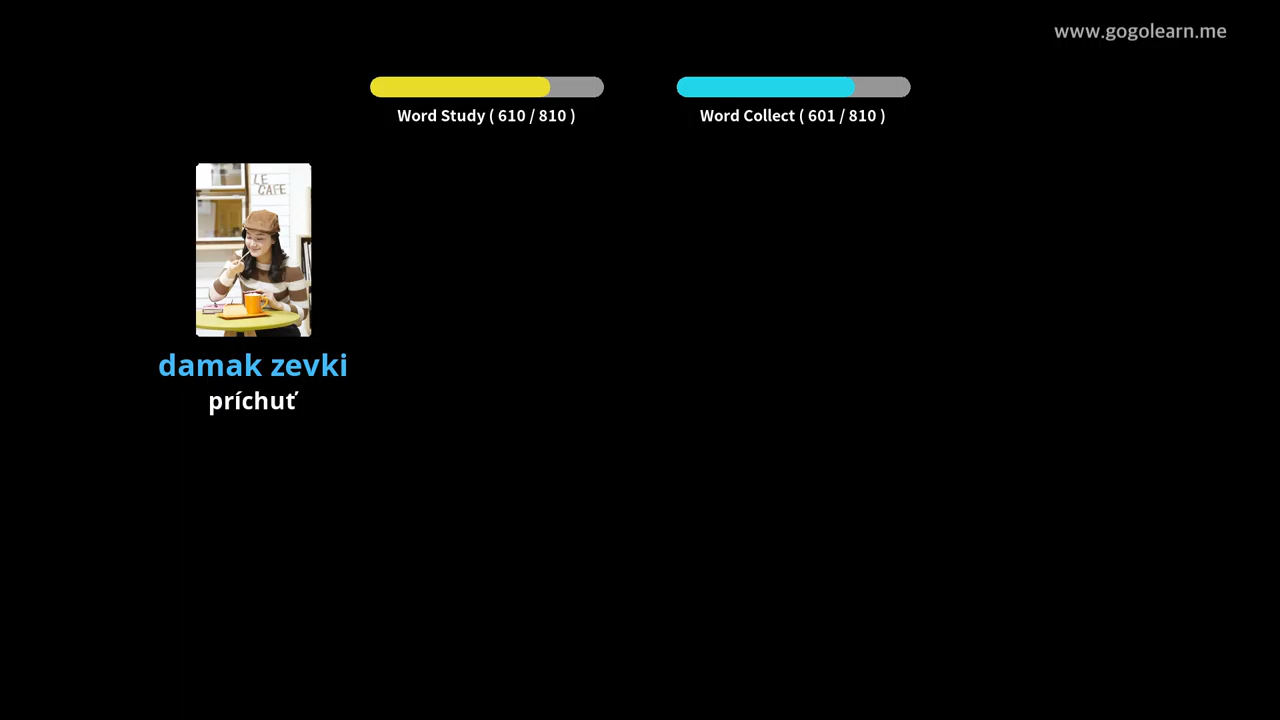 www.gogolearn.me
Word Study ( 610 / 810 )
Word Collect ( 601 / 810 )
LE
CAFE
damak zevki
príchuť